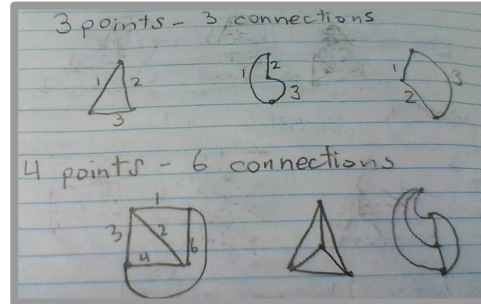 3 points - 3 connections
1 2 3
1 2 3
1 2 3
4 points - 6 connections
1
3 2 6
4